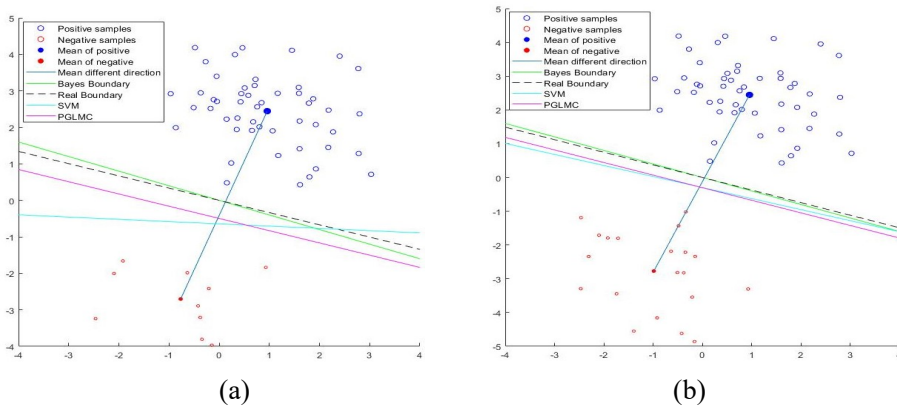 5
4
3
2
1
0
-1
-2
-3
-4
-4 -3 -2 -1 0 1 2 3 4
Positive samples
Negative samples
Mean of positive
Mean of negative
Mean different direction
Bayes Boundary
Real Boundary
SVM
PGLMC
(a)
5
4
3
2
1
0
-1
-2
-3
-4
-5
-4 -3 -2 -1 0 1 2 3 4
Positive samples
Negative samples
Mean of positive
Mean of negative
Mean different direction
Bayes Boundary
Real Boundary
SVM
PGLMC
(b)